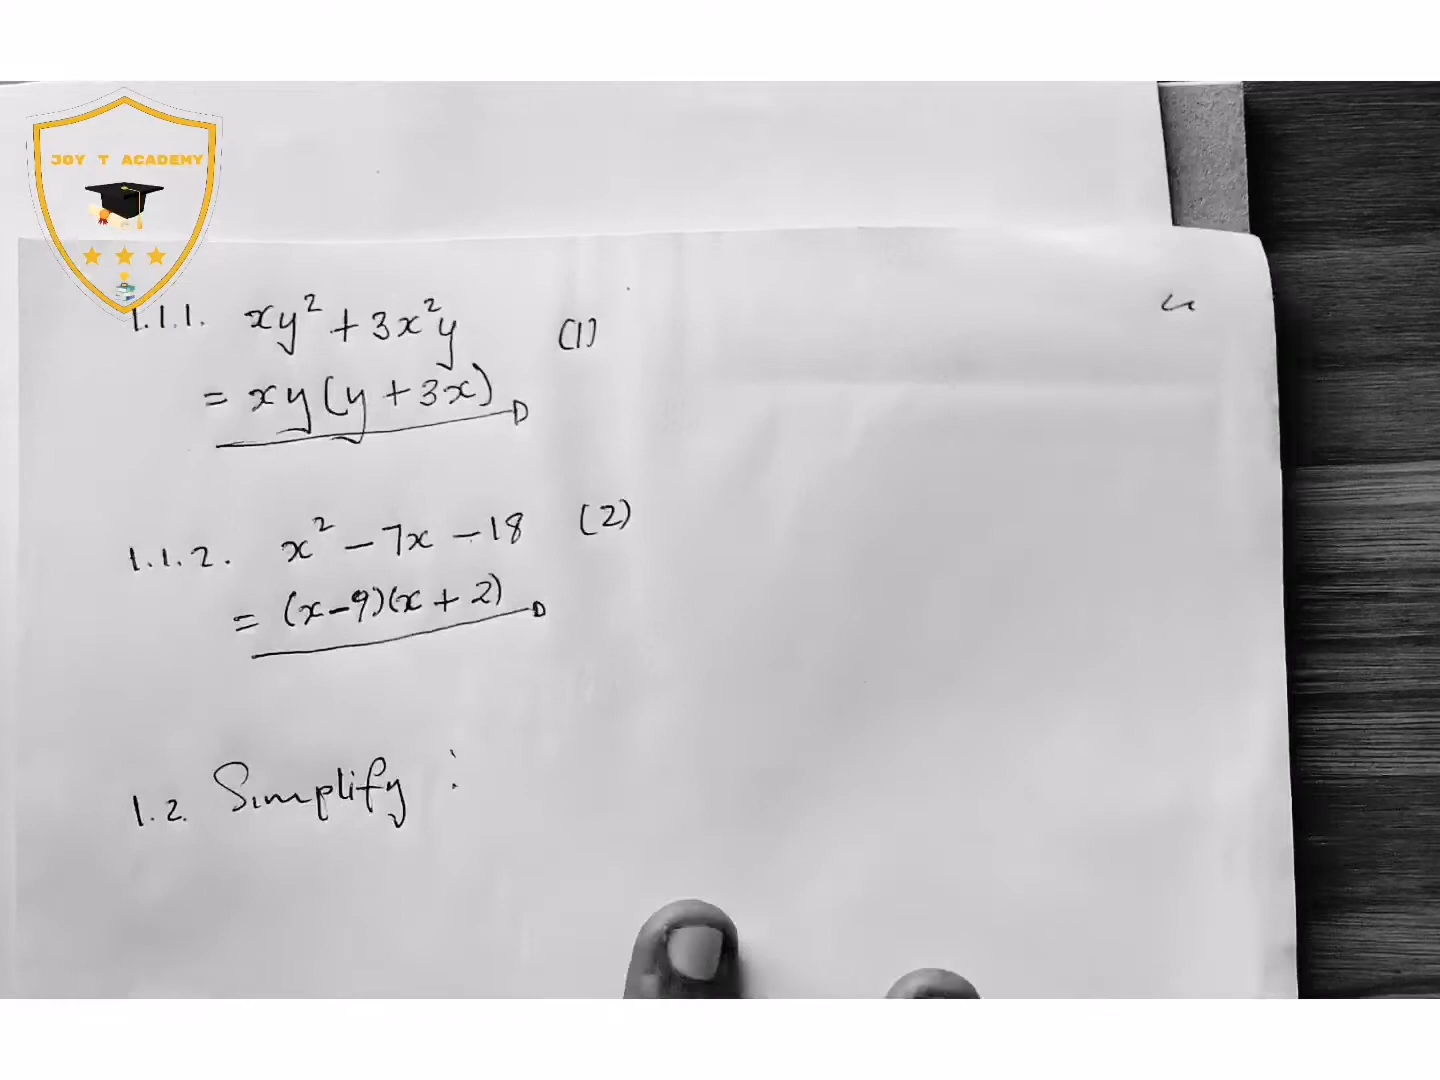 JOY T ACADEMY
1.1.1. xy² + 3x²y (1)
= xy(y + 3x)
1.1.2. x² - 7x - 18 (2)
= (x-9)(x + 2)
1.2. Simplify :